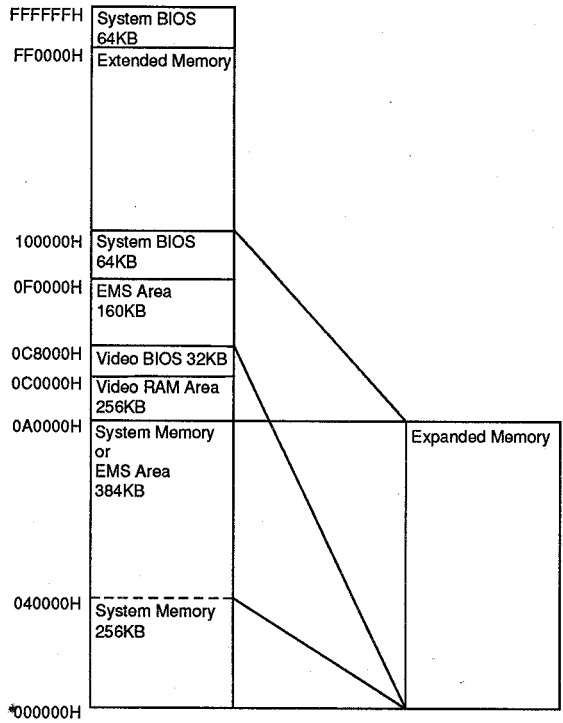 FFFFFFH
System BIOS
64KB
FF0000H
Extended Memory
100000H
System BIOS
64KB
0F0000H
EMS Area
160KB
0C8000H
Video BIOS 32KB
0C0000H
Video RAM Area
256KB
0A0000H
System Memory
or
EMS Area
384KB
Expanded Memory
040000H
System Memory
256KB
*000000H